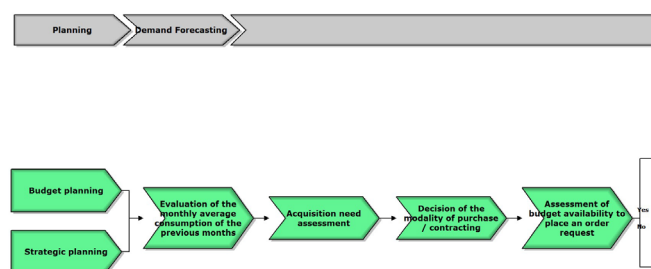 Planning
Demand Forecasting
Budget planning
Strategic planning
Evaluation of the
monthly average
consumption of the
previous months
Acquisition need
assessment
Decision of the
modality of purchase
/ contracting
Assessment of
budget availability to
place an order
request
Yes
No